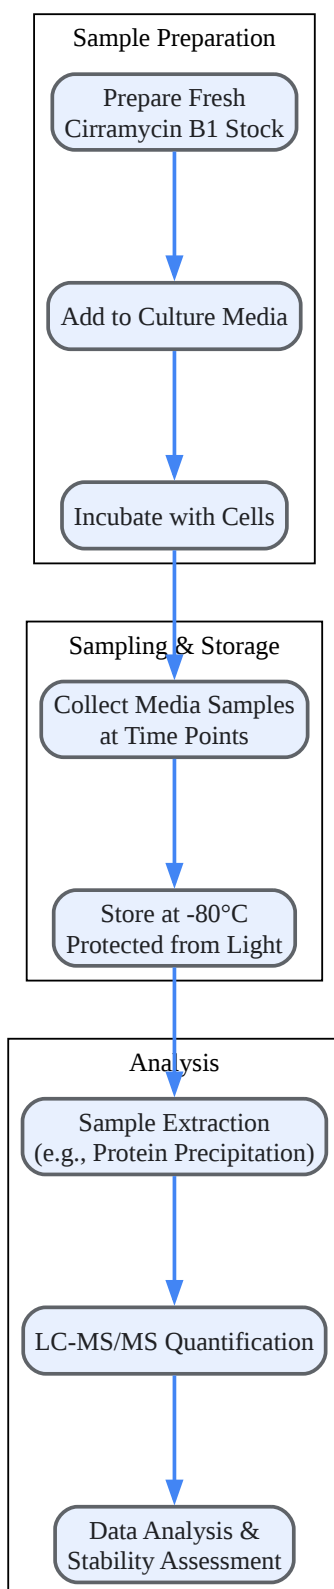 Sample Preparation
Prepare Fresh
Cirramycin B1 Stock
Add to Culture Media
Incubate with Cells
Sampling & Storage
Collect Media Samples
at Time Points
Store at -80°C
Protected from Light
Analysis
Sample Extraction
(e.g., Protein Precipitation)
LC-MS/MS Quantification
Data Analysis &
Stability Assessment